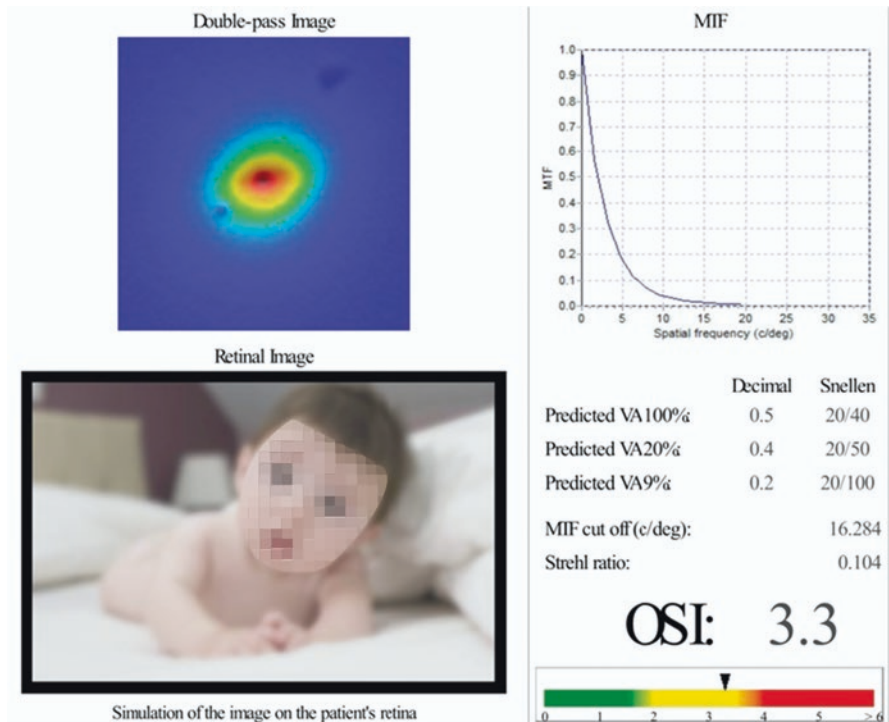 Double-pass Image
Retinal Image
Simulation of the image on the patient's retina
MTF
MTF
1.0
0.9
0.8
0.7
0.6
0.5
0.4
0.3
0.2
0.1
0.0
0 5 10 15 20 25 30 35
Spatial frequency (c/deg)
Decimal Snellen
Predicted VA100%: 0.5 20/40
Predicted VA20%: 0.4 20/50
Predicted VA9%: 0.2 20/100
MTF cut off (c/deg): 16.284
Strehl ratio: 0.104
OSI: 3.3
0 1 2 3 4 5 >6